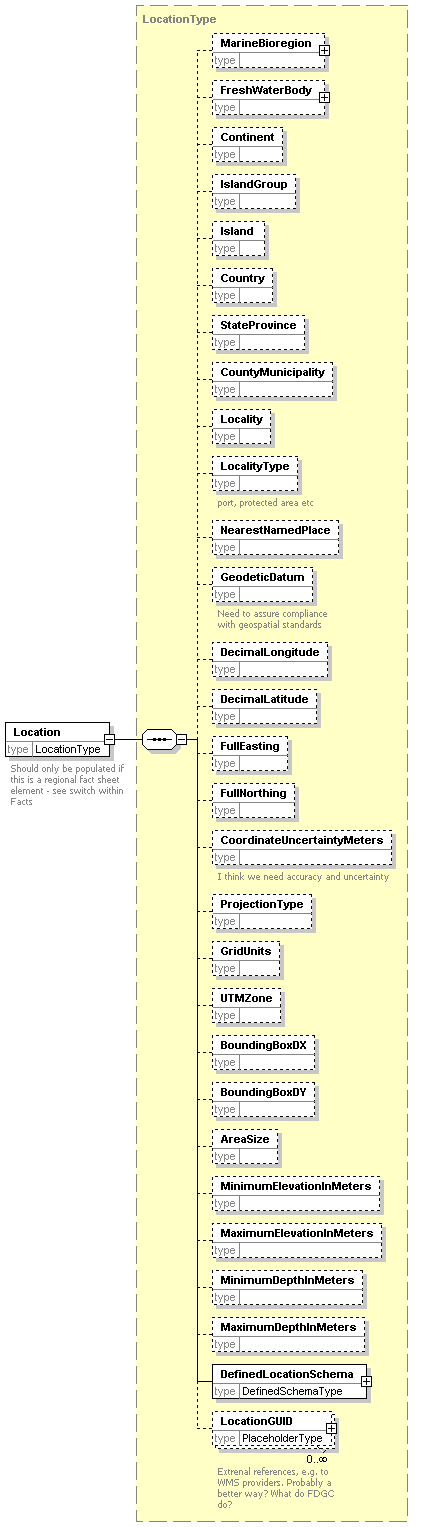 LocationType
MarineBioregion
type
FreshWaterBody
type
Continent
type
IslandGroup
type
Island
type
Country
type
StateProvince
type
CountyMunicipality
type
Locality
type
LocalityType
type
port, protected area etc
NearestNamedPlace
type
GeodeticDatum
type
Need to assure compliance
with geospatial standards
DecimalLongitude
type
DecimalLatitude
type
Location
type LocationType
Should only be populated if
this is a regional fact sheet
element - see switch within
Facts
FullEasting
type
FullNorthing
type
CoordinateUncertaintyMeters
type
I think we need accuracy and uncertainty
ProjectionType
type
GridUnits
type
UTMZone
type
BoundingBoxDX
type
BoundingBoxDY
type
AreaSize
type
MinimumElevationInMeters
type
MaximumElevationInMeters
type
MinimumDepthInMeters
type
MaximumDepthInMeters
type
DefinedLocationSchema
type DefinedSchemaType
LocationGUID
type PlaceholderType
0..∞
Extrenal references, e.g. to
WMS providers. Probably a
better way? What do FDGC
do?